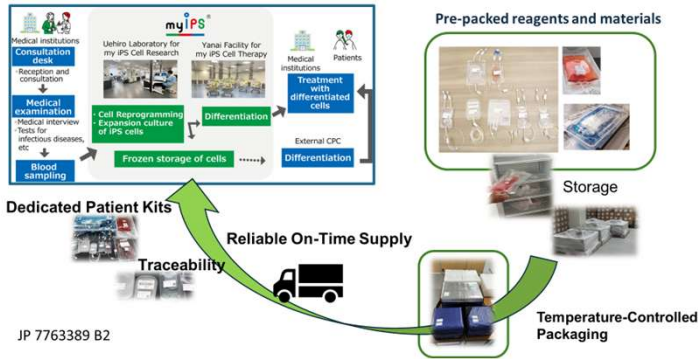 my iPS®
Medical institutions
Consultation
desk
・Reception and
consultation
Medical
examination
・Medical interview
・Tests for
infectious diseases,
etc
Blood
sampling
Uehiro Laboratory for
my iPS Cell Research
Yanai Facility for
my iPS Cell Therapy
・Cell Reprogramming
・Expansion culture
of iPS cells
Differentiation
Frozen storage of cells
Medical
institutions
Patients
Treatment
with
differentiated
cells
External CPC
Differentiation
Pre-packed reagents and materials
Storage
Dedicated Patient Kits
Traceability
Reliable On-Time Supply
Temperature-Controlled
Packaging
JP 7763389 B2